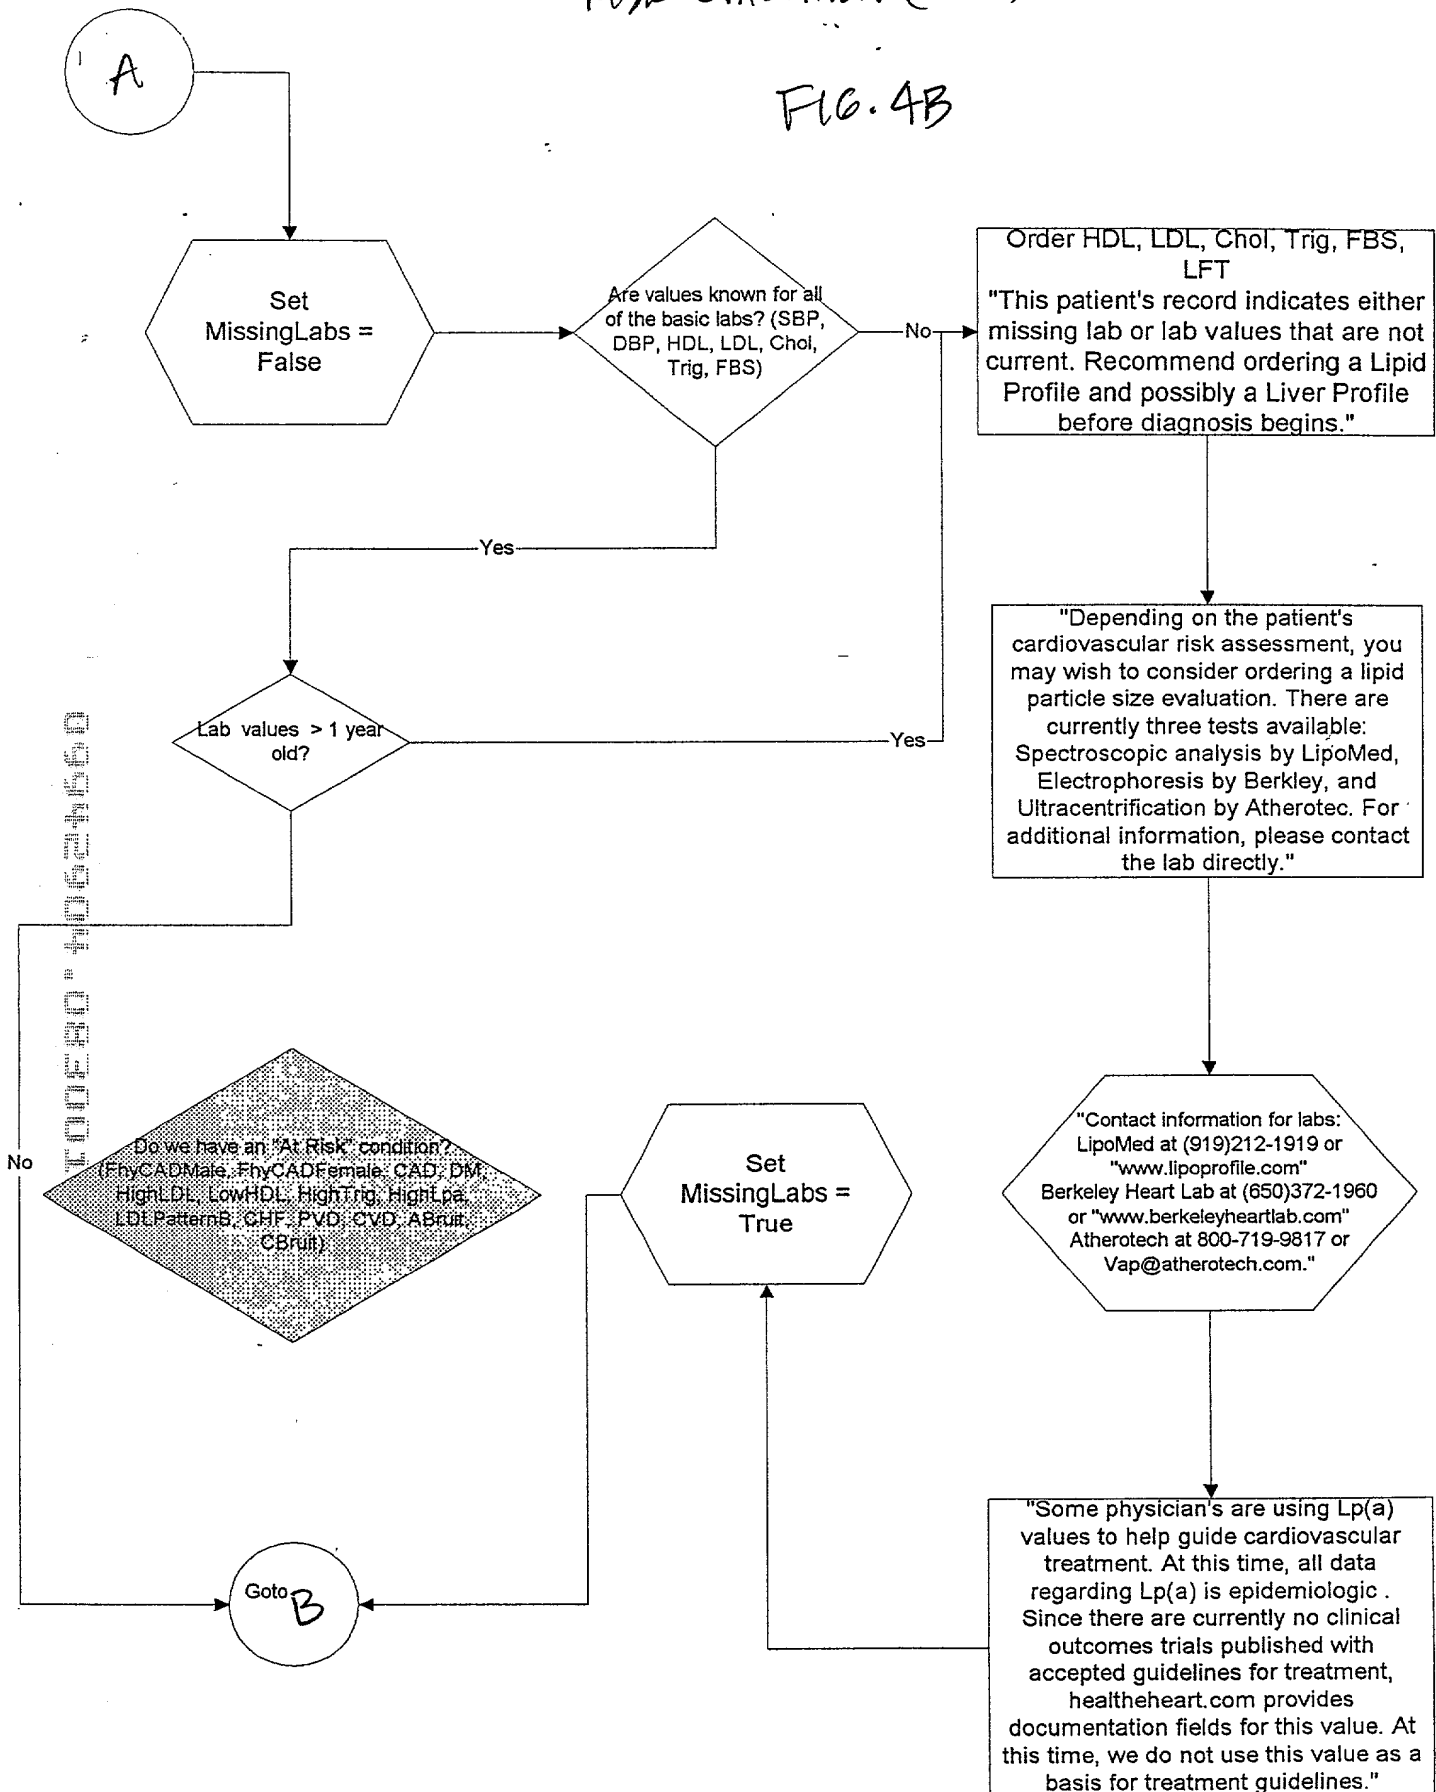 FIG. 4B
A
Set
MissingLabs =
False
Are values known for all
of the basic labs? (SBP,
DBP, HDL, LDL, Chol,
Trig, FBS)
No
Order HDL, LDL, Chol, Trig, FBS,
LFT
"This patient's record indicates either
missing lab or lab values that are not
current. Recommend ordering a Lipid
Profile and possibly a Liver Profile
before diagnosis begins."
Yes
"Depending on the patient's
cardiovascular risk assessment, you
may wish to consider ordering a lipid
particle size evaluation. There are
currently three tests available:
Spectroscopic analysis by LipoMed,
Electrophoresis by Berkley, and
Ultracentrification by Atherotec. For
additional information, please contact
the lab directly."
Lab values > 1 year
old?
Yes
No
Do we have an "At Risk" condition?
(FhyCADMale, FhyCADFemale, CAD, DM,
HighLDL, LowHDL, HighTrig, HighLpa,
LDLPatternB, CHF, PVD, CVD, ABruit,
CBruit)
Set
MissingLabs =
True
"Contact information for labs:
LipoMed at (919)212-1919 or
"www.lipoprofile.com"
Berkeley Heart Lab at (650)372-1960
or "www.berkeleyheartlab.com"
Atherotech at 800-719-9817 or
Vap@atherotech.com."
Goto B
"Some physician's are using Lp(a)
values to help guide cardiovascular
treatment. At this time, all data
regarding Lp(a) is epidemiologic .
Since there are currently no clinical
outcomes trials published with
accepted guidelines for treatment,
healtheheart.com provides
documentation fields for this value. At
this time, we do not use this value as a
basis for treatment guidelines."